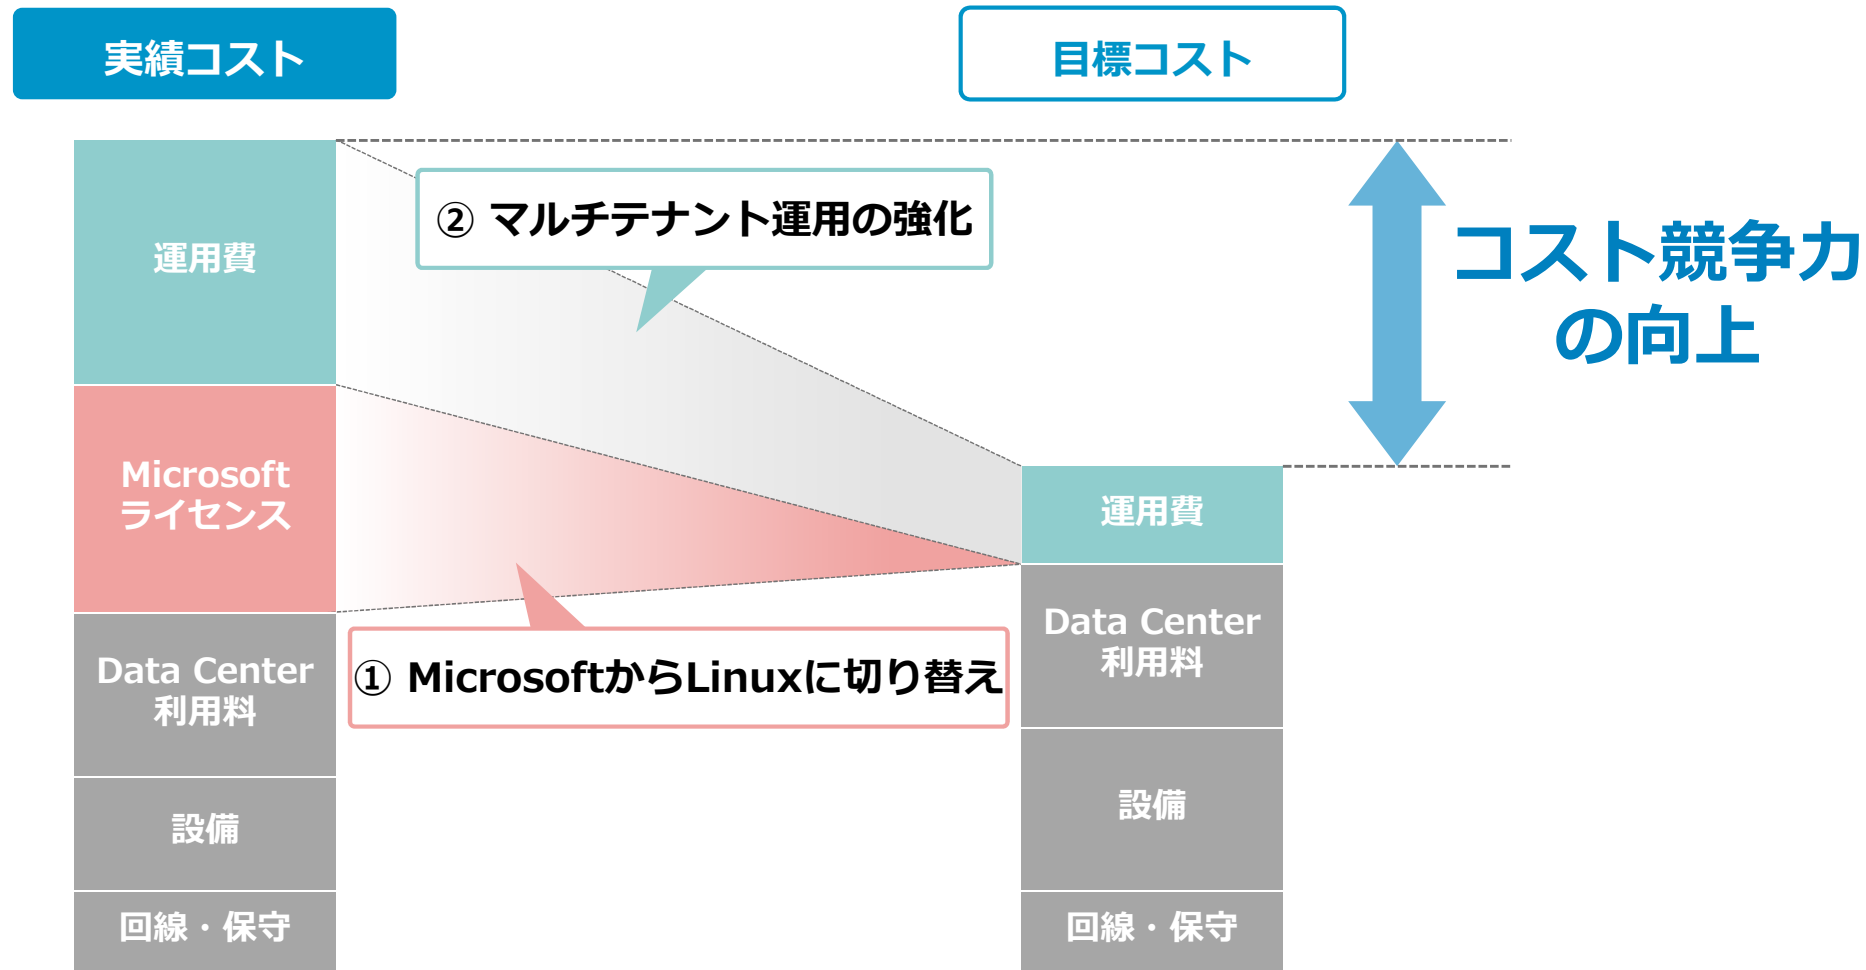 実績コスト
目標コスト
② マルチテナント運用の強化
コスト競争力
の向上
運用費
Microsoft
ライセンス
運用費
① MicrosoftからLinuxに切り替え
Data Center
利用料
Data Center
利用料
設備
設備
回線・保守
回線・保守